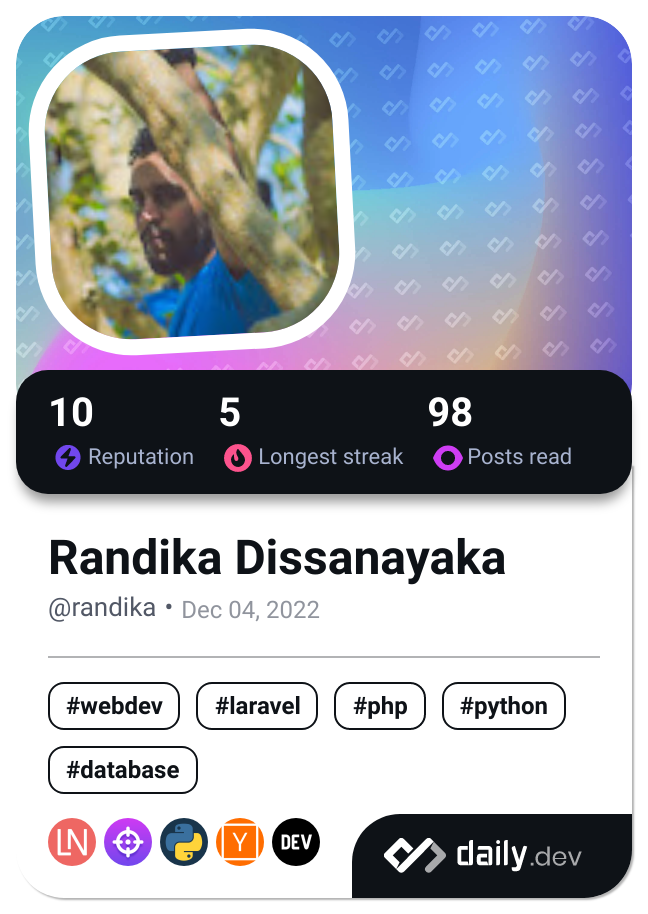 10 5 98
Reputation Longest streak Posts read
Randika Dissanayaka
@randika • Dec 04, 2022
#webdev #laravel #php #python
#database
LN Y DEV
daily.dev